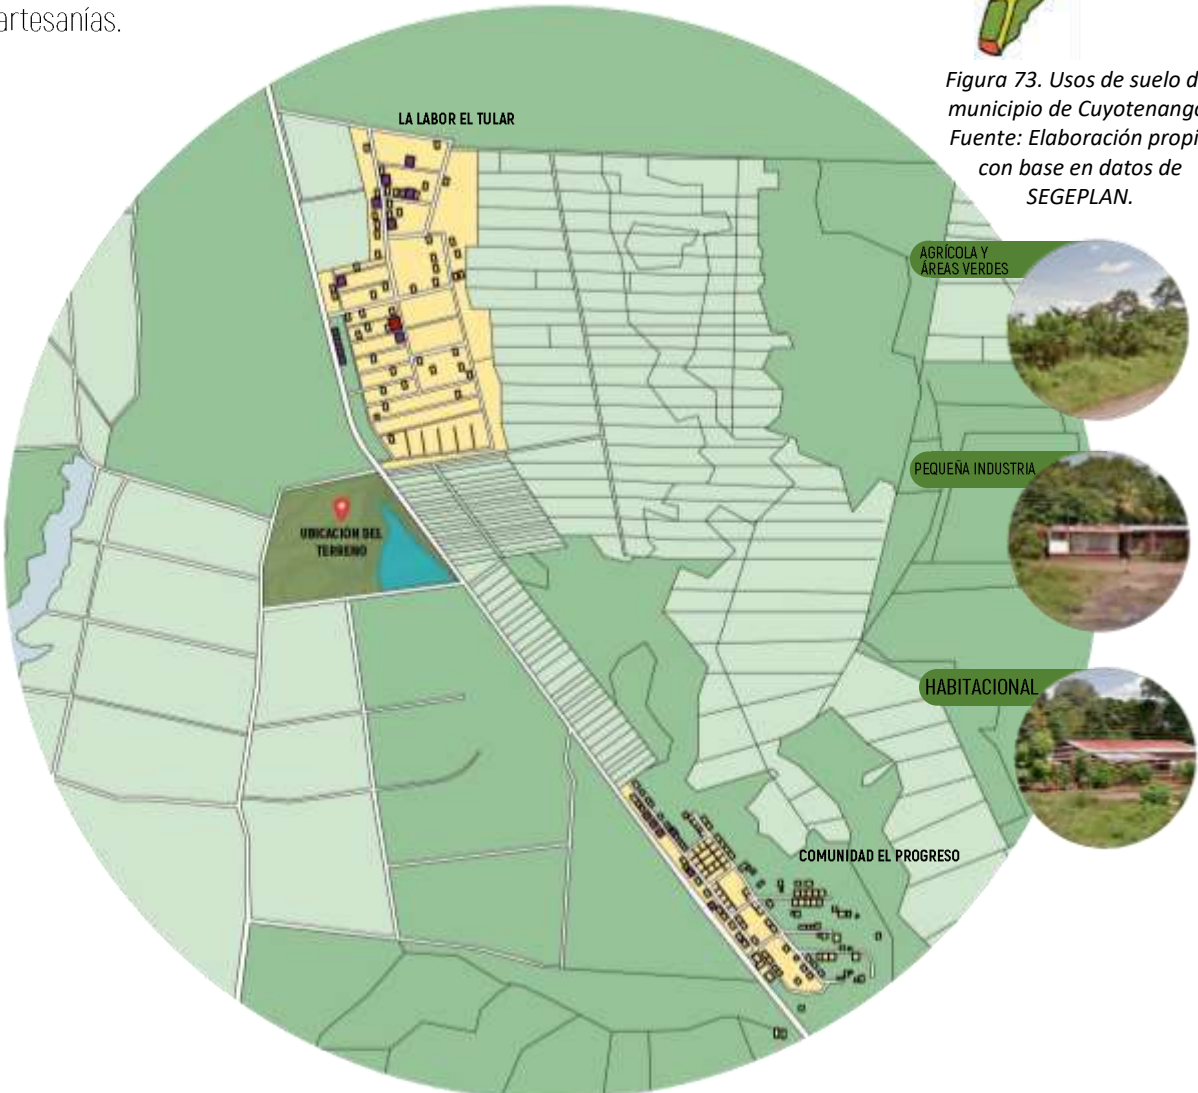 artesanías.
Figura 73. Usos de suelo d
municipio de Cuyotenang
Fuente: Elaboración propi
con base en datos de
SEGEPLAN.
LA LABOR EL TULAR
AGRÍCOLA Y
ÁREAS VERDES
PEQUEÑA INDUSTRIA
UBICACIÓN DEL
TERRENO
HABITACIONAL
COMUNIDAD EL PROGRESO